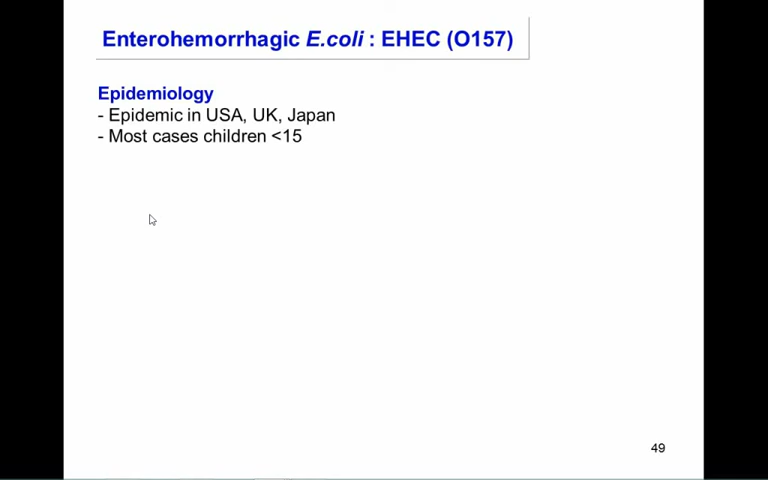 Enterohemorrhagic E.coli : EHEC (O157)
Epidemiology
- Epidemic in USA, UK, Japan
- Most cases children <15
49